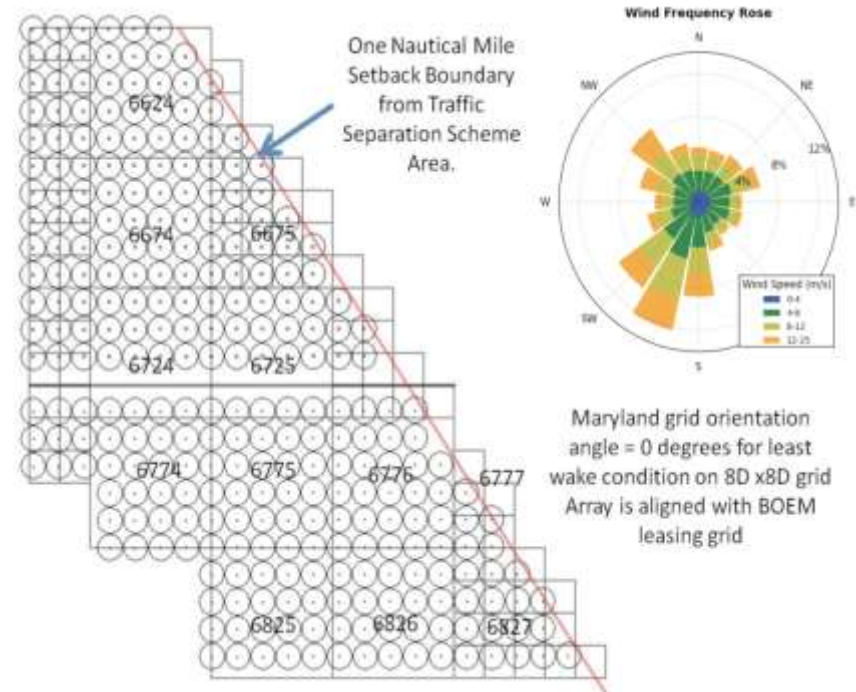 Wind Frequency Rose
One Nautical Mile
Setback Boundary
from Traffic
Separation Scheme
Area.
N
NW
NE
12%
8%
4%
W
E
Wind Speed (m/s)
0-4
4-8
8-12
12-25
SW
S
6624
6674
6675
6724
6725
6774
6775
6776
6777
6825
6826
6827
Maryland grid orientation
angle = 0 degrees for least
wake condition on 8D x8D grid
Array is aligned with BOEM
leasing grid